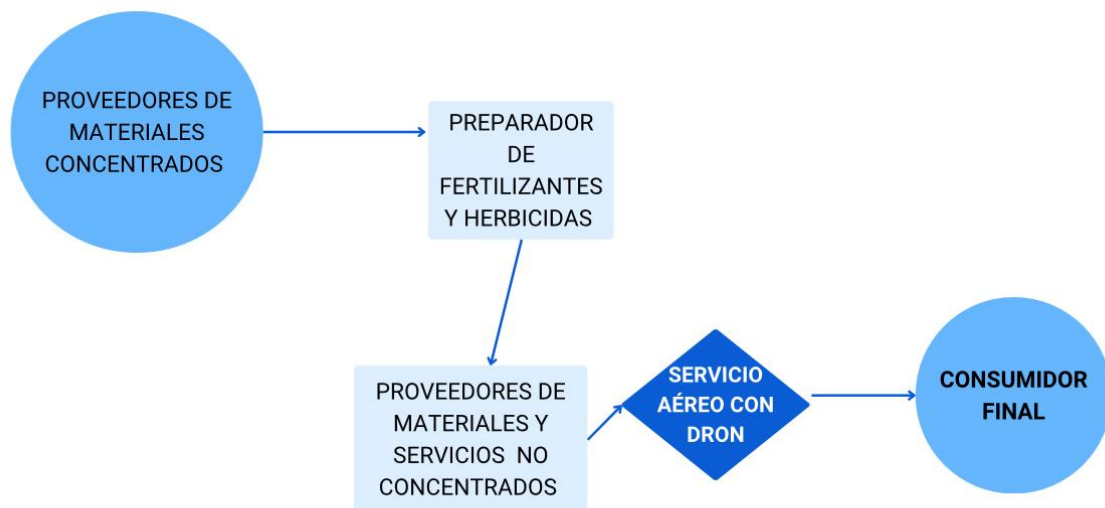 PROVEEDORES DE
MATERIALES
CONCENTRADOS
PREPARADOR
DE
FERTILIZANTES
Y HERBICIDAS
PROVEEDORES DE
MATERIALES Y
SERVICIOS NO
CONCENTRADOS
SERVICIO
AÉREO CON
DRON
CONSUMIDOR
FINAL